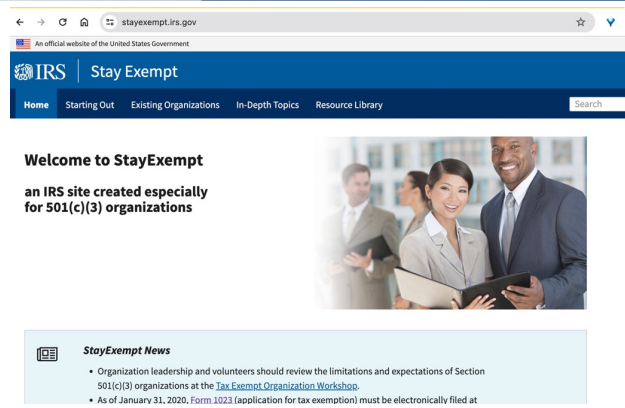 stayexempt.irs.gov
An official website of the United States Government
IRS Stay Exempt
Home Starting Out Existing Organizations In-Depth Topics Resource Library Search
Welcome to StayExempt
an IRS site created especially
for 501(c)(3) organizations
StayExempt News
• Organization leadership and volunteers should review the limitations and expectations of Section
501(c)(3) organizations at the Tax Exempt Organization Workshop.
• As of January 31, 2020, Form 1023 (application for tax exemption) must be electronically filed at